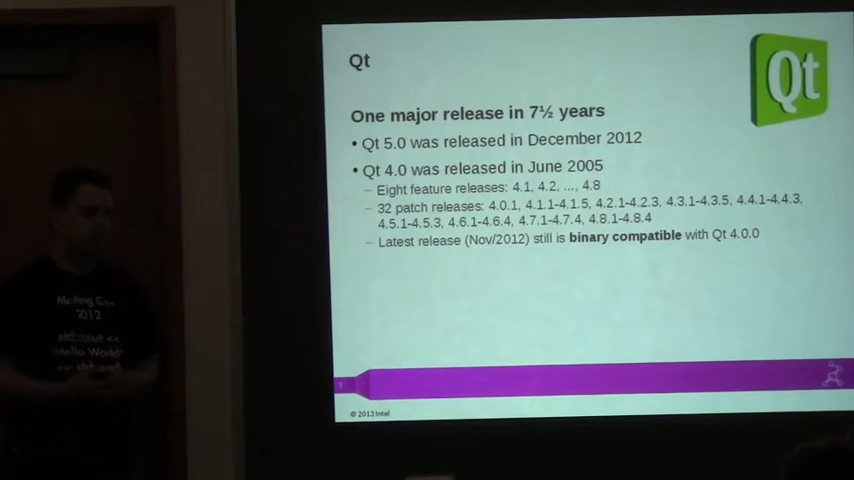 Qt
Qt
One major release in 7½ years
• Qt 5.0 was released in December 2012
• Qt 4.0 was released in June 2005
– Eight feature releases: 4.1, 4.2, ..., 4.8
– 32 patch releases: 4.0.1, 4.1.1-4.1.5, 4.2.1-4.2.3, 4.3.1-4.3.5, 4.4.1-4.4.3,
4.5.1-4.5.3, 4.6.1-4.6.4, 4.7.1-4.7.4, 4.8.1-4.8.4
– Latest release (Nov/2012) still is binary compatible with Qt 4.0.0
© 2013 Intel
Meeting C++
2012
std::cout <<
Hello World